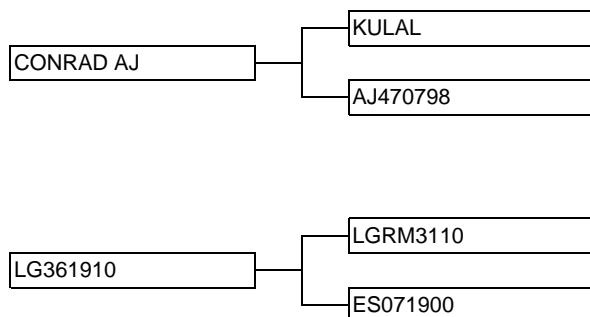 KULAL
CONRAD AJ
AJ470798
LGRM3110
LG361910
ES071900